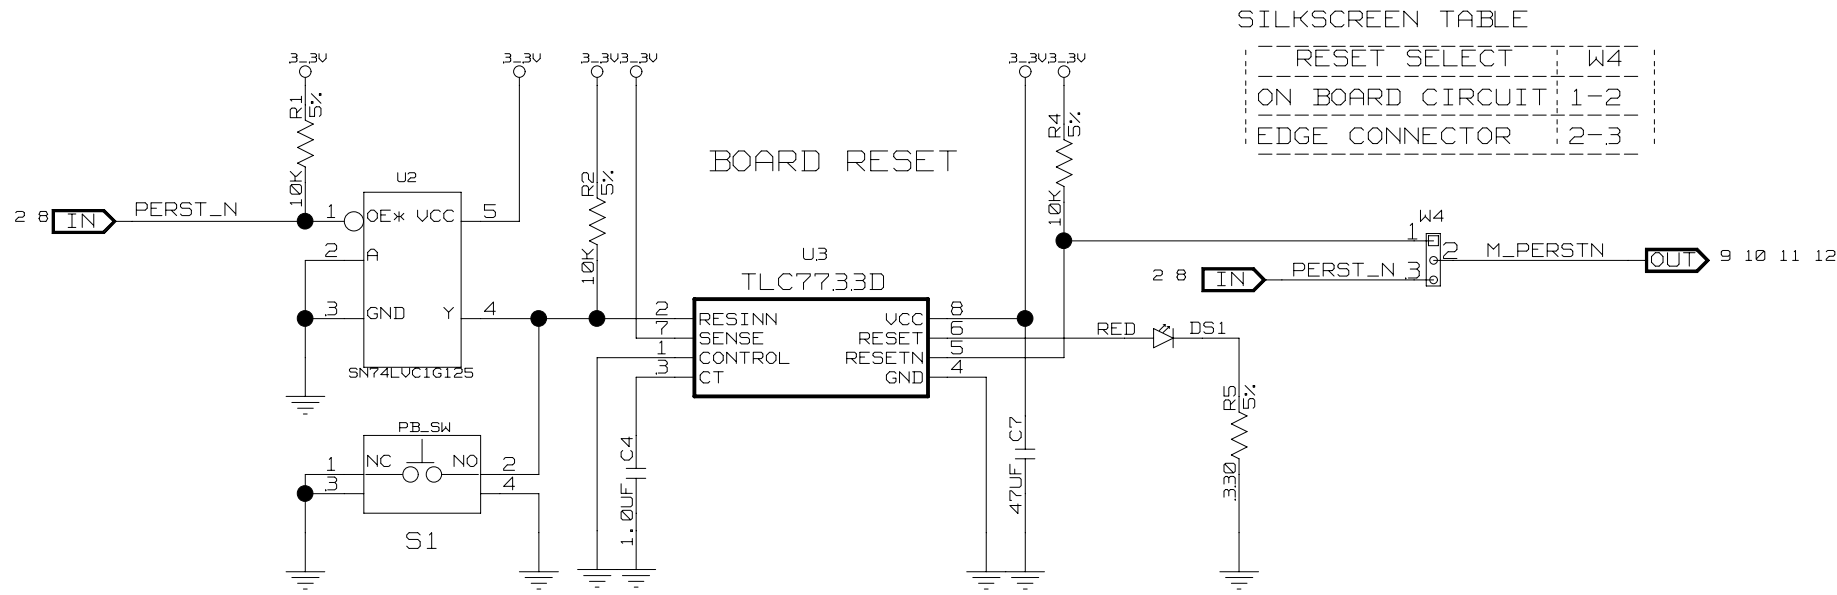 SILKSCREEN TABLE
RESET SELECT W4
ON BOARD CIRCUIT 1-2
EDGE CONNECTOR 2-3
BOARD RESET
3_3V
3_3V
3_3V
3_3V
3_3V
3_3V
R1
5%
10K
U2
2 8 IN PERST_N
1 OE* VCC 5
2 A
3 GND Y 4
SN74LVC1G125
R2
5%
10K
U3
TLC7733D
2 RESINN VCC 8
7 SENSE RESET 6
1 CONTROL RESETN 5
3 CT GND 4
R4
5%
10K
W4
1
2 M_PERSTN OUT 9 10 11 12
2 8 IN PERST_N 3
RED DS1
R5
5%
330
PB_SW
1 NC NO 2
3 4
S1
C4
1.0UF
C7
47UF